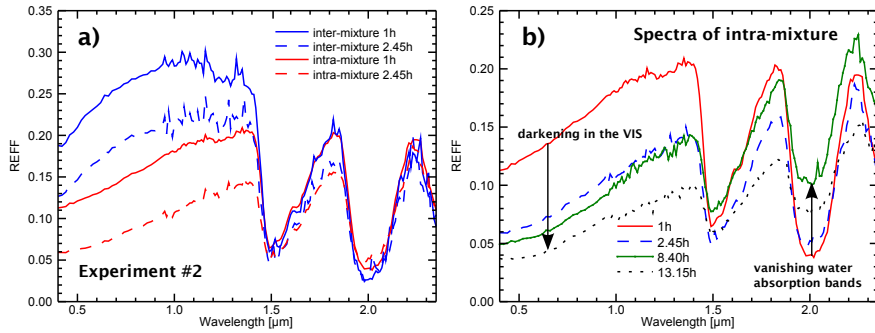 a)
inter-mixture 1h
inter-mixture 2.45h
intra-mixture 1h
intra-mixture 2.45h
Experiment #2
REFF
0.35
0.30
0.25
0.20
0.15
0.10
0.05
0.00
0.5
1.0
1.5
2.0
Wavelength [µm]
b)
Spectra of intra-mixture
darkening in the VIS
1h
2.45h
8.40h
13.15h
vanishing water
absorption bands
REFF
0.25
0.20
0.15
0.10
0.05
0.00
0.5
1.0
1.5
2.0
Wavelength [µm]